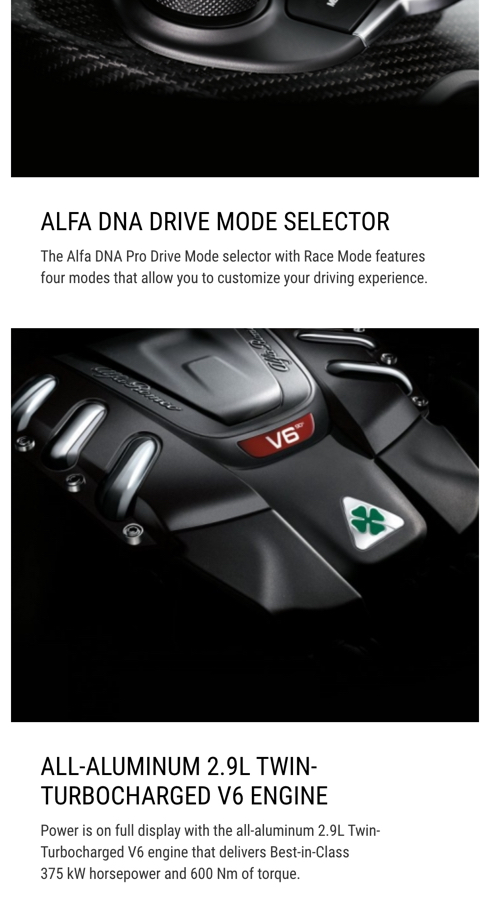 ALFA DNA DRIVE MODE SELECTOR
The Alfa DNA Pro Drive Mode selector with Race Mode features
four modes that allow you to customize your driving experience.
Alfa Romeo
Alfa Romeo
V6 90°
ALL-ALUMINUM 2.9L TWIN-
TURBOCHARGED V6 ENGINE
Power is on full display with the all-aluminum 2.9L Twin-
Turbocharged V6 engine that delivers Best-in-Class
375 kW horsepower and 600 Nm of torque.